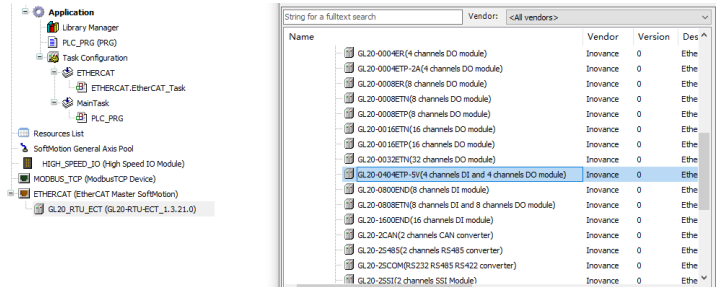 Application
Library Manager
PLC_PRG (PRG)
Task Configuration
ETHERCAT
ETHERCAT.EtherCAT_Task
MainTask
PLC_PRG
Resources List
SoftMotion General Axis Pool
HIGH_SPEED_IO (High Speed IO Module)
MODBUS_TCP (ModbusTCP Device)
ETHERCAT (EtherCAT Master SoftMotion)
GL20_RTU_ECT (GL20-RTU-ECT_1.3.21.0)
String for a fulltext search Vendor: <All vendors>
Name Vendor Version Des
GL20-0004ER(4 channels DO module) Inovance 0 Ethe
GL20-0004ETP-2A(4 channels DO module) Inovance 0 Ethe
GL20-0008ER(8 channels DO module) Inovance 0 Ethe
GL20-0008ETN(8 channels DO module) Inovance 0 Ethe
GL20-0008ETP(8 channels DO module) Inovance 0 Ethe
GL20-0016ETN(16 channels DO module) Inovance 0 Ethe
GL20-0016ETP(16 channels DO module) Inovance 0 Ethe
GL20-0032ETN(32 channels DO module) Inovance 0 Ethe
GL20-0404ETP-5V(4 channels DI and 4 channels DO module) Inovance 0 Ethe
GL20-0800END(8 channels DI module) Inovance 0 Ethe
GL20-0808ETN(8 channels DI and 8 channels DO module) Inovance 0 Ethe
GL20-1600END(16 channels DI module) Inovance 0 Ethe
GL20-2CAN(2 channels CAN converter) Inovance 0 Ethe
GL20-2S485(2 channels RS485 converter) Inovance 0 Ethe
GL20-2SCOM(RS232 RS485 RS422 converter) Inovance 0 Ethe
GL20-2SSI(2 channels SSI Module) Inovance 0 Ethe